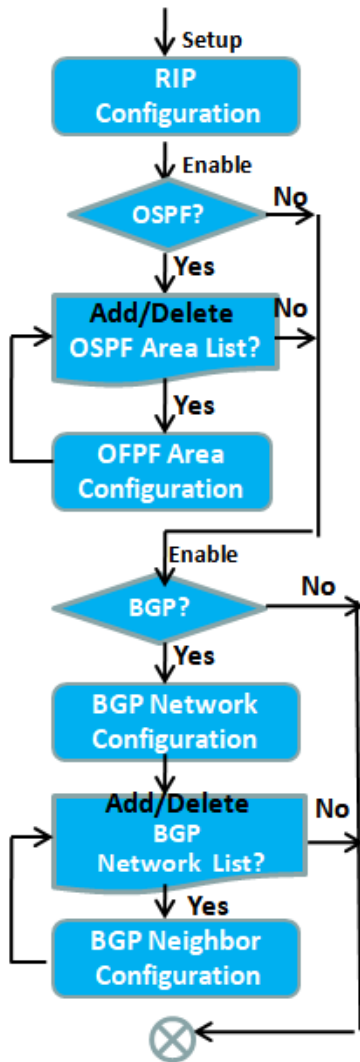 Setup
RIP
Configuration
Enable
OSPF?
No
Yes
Add/Delete
OSPF Area List?
No
Yes
OFPF Area
Configuration
Enable
BGP?
No
Yes
BGP Network
Configuration
Add/Delete
BGP
Network List?
No
Yes
BGP Neighbor
Configuration